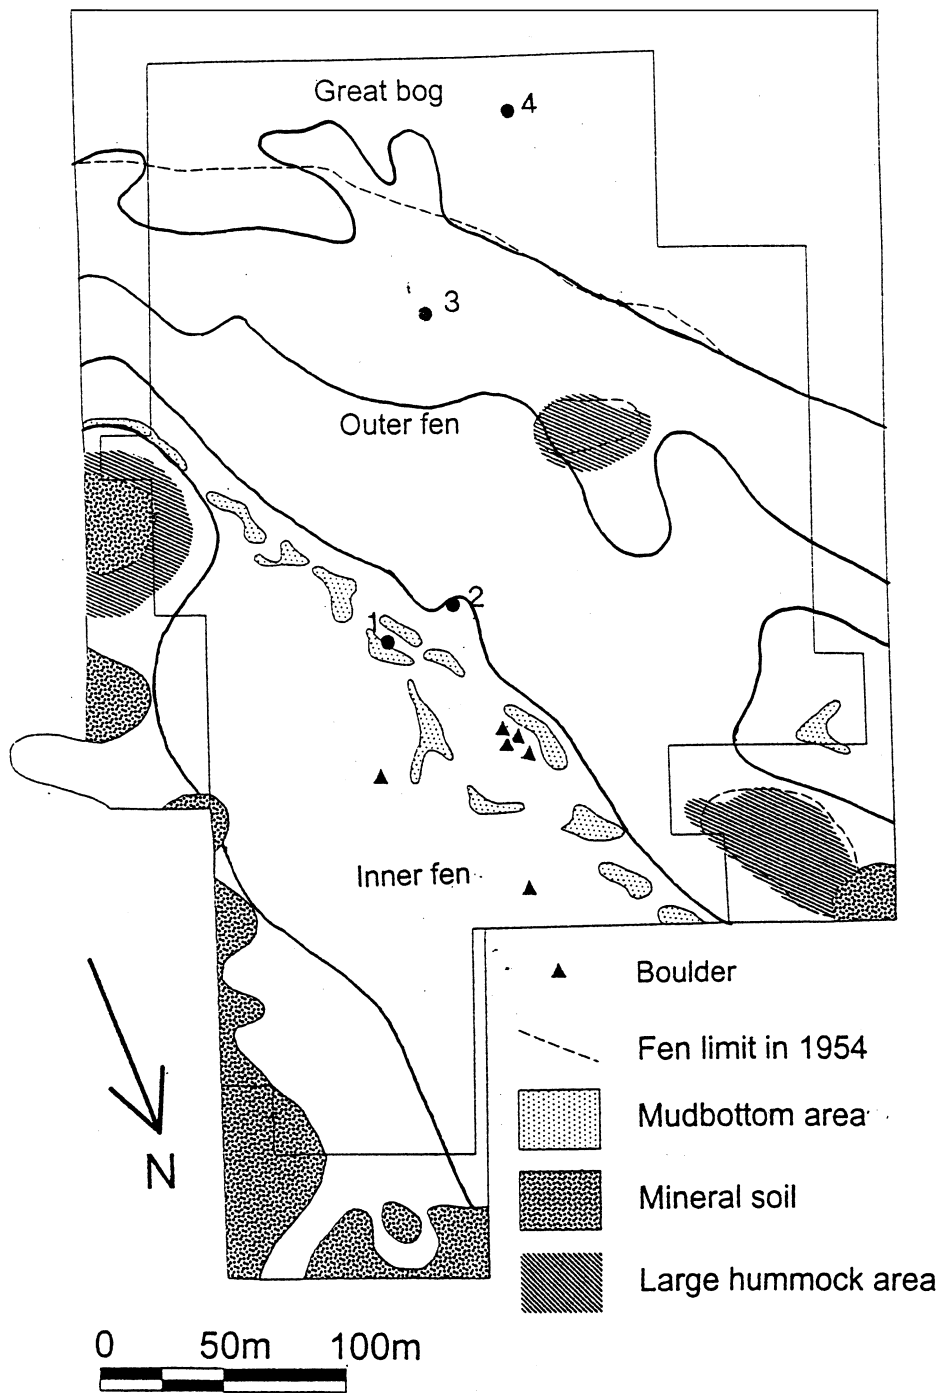 Great bog
4
3
Outer fen
2
1
Inner fen
Boulder
Fen limit in 1954
Mudbottom area
N
Mineral soil
Large hummock area
0 50m 100m